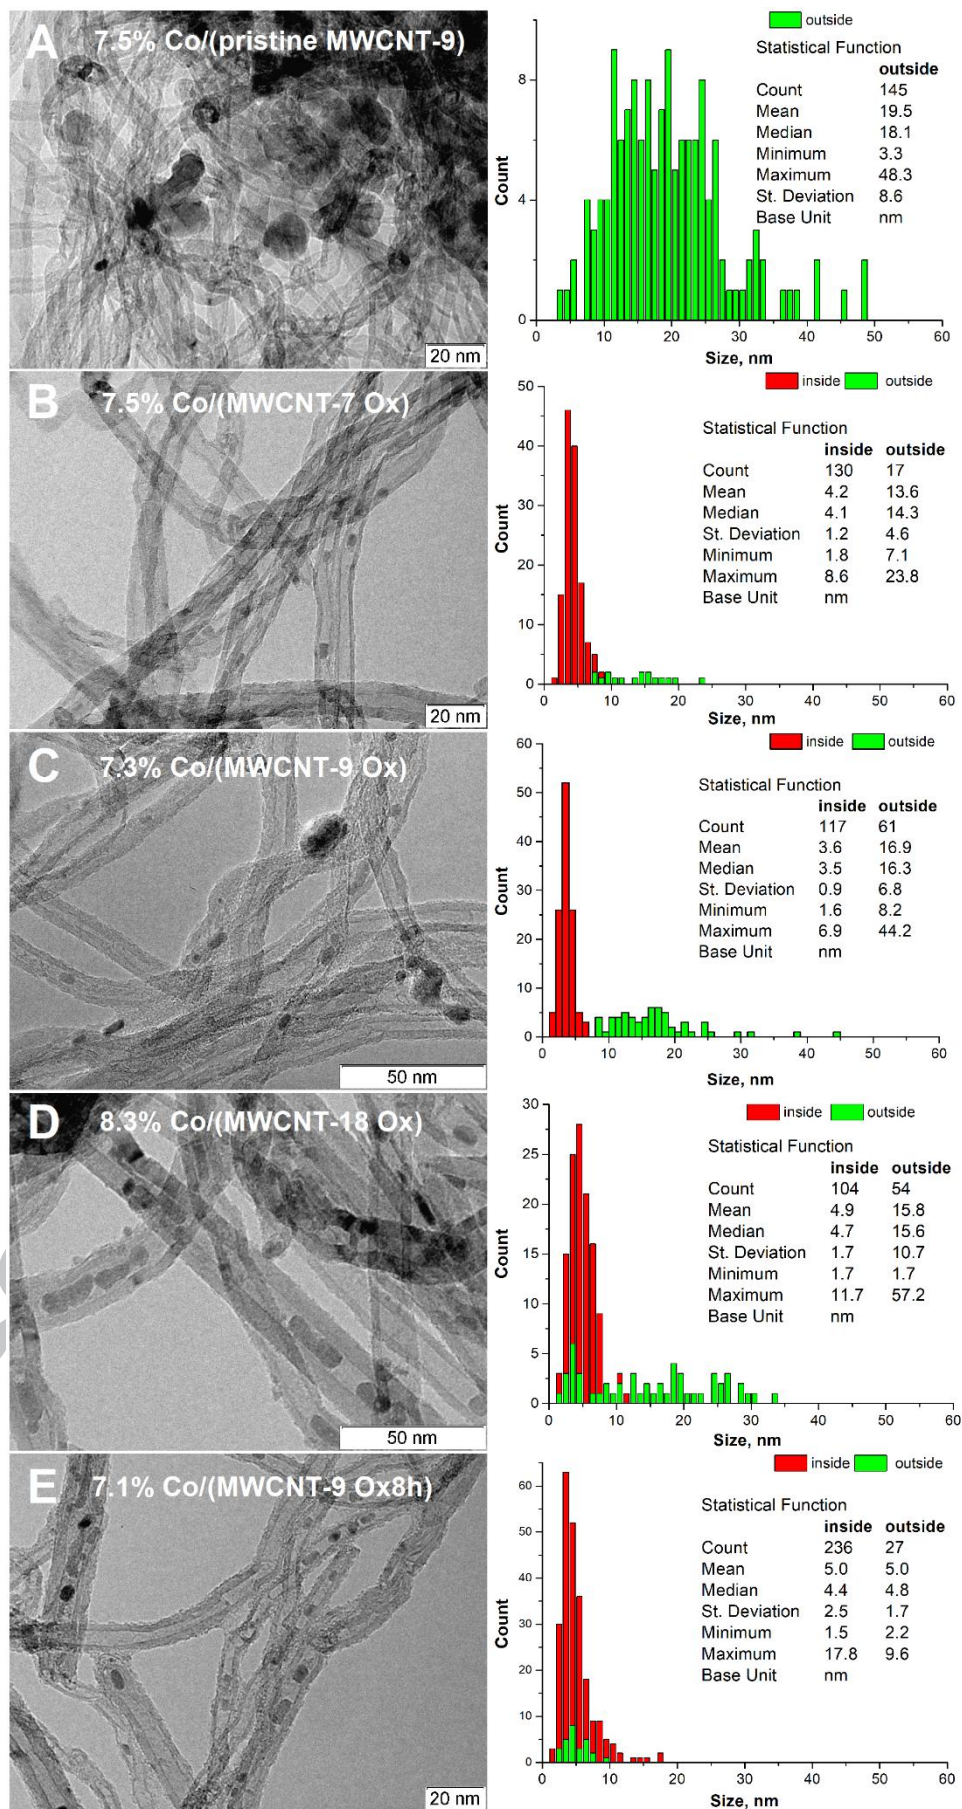 A 7.5% Co/(pristine MWCNT-9)
20 nm
outside
Statistical Function
outside
Count 145
Mean 19.5
Median 18.1
Minimum 3.3
Maximum 48.3
St. Deviation 8.6
Base Unit nm
Count
8
4
0
0 10 20 30 40 50 60
Size, nm
B 7.5% Co/(MWCNT-7 Ox)
20 nm
inside outside
Statistical Function
inside outside
Count 130 17
Mean 4.2 13.6
Median 4.1 14.3
St. Deviation 1.2 4.6
Minimum 1.8 7.1
Maximum 8.6 23.8
Base Unit nm
Count
50
40
30
20
10
0
0 10 20 30 40 50 60
Size, nm
C 7.3% Co/(MWCNT-9 Ox)
50 nm
inside outside
Statistical Function
inside outside
Count 117 61
Mean 3.6 16.9
Median 3.5 16.3
St. Deviation 0.9 6.8
Minimum 1.6 8.2
Maximum 6.9 44.2
Base Unit nm
Count
60
50
40
30
20
10
0
0 10 20 30 40 50 60
Size, nm
D 8.3% Co/(MWCNT-18 Ox)
50 nm
inside outside
Statistical Function
inside outside
Count 104 54
Mean 4.9 15.8
Median 4.7 15.6
St. Deviation 1.7 10.7
Minimum 1.7 1.7
Maximum 11.7 57.2
Base Unit nm
Count
30
25
20
15
10
5
0
0 10 20 30 40 50 60
Size, nm
E 7.1% Co/(MWCNT-9 Ox8h)
20 nm
inside outside
Statistical Function
inside outside
Count 236 27
Mean 5.0 5.0
Median 4.4 4.8
St. Deviation 2.5 1.7
Minimum 1.5 2.2
Maximum 17.8 9.6
Base Unit nm
Count
60
50
40
30
20
10
0
0 10 20 30 40 50 60
Size, nm